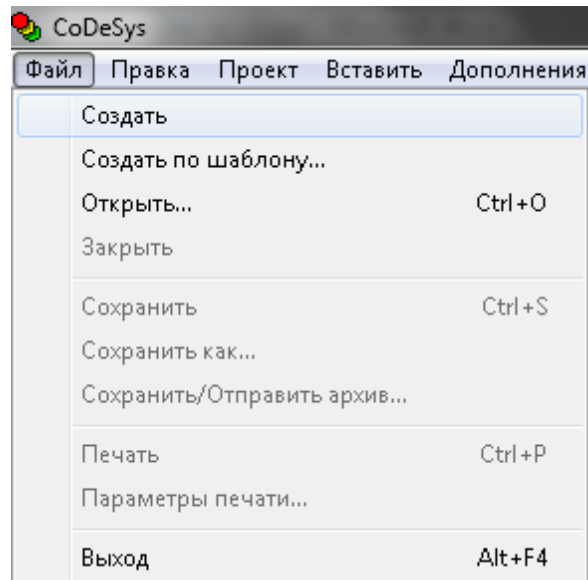 CoDeSys
Файл Правка Проект Вставить Дополнения
Создать
Создать по шаблону...
Открыть... Ctrl+O
Закрыть
Сохранить Ctrl+S
Сохранить как...
Сохранить/Отправить архив...
Печать Ctrl+P
Параметры печати...
Выход Alt+F4